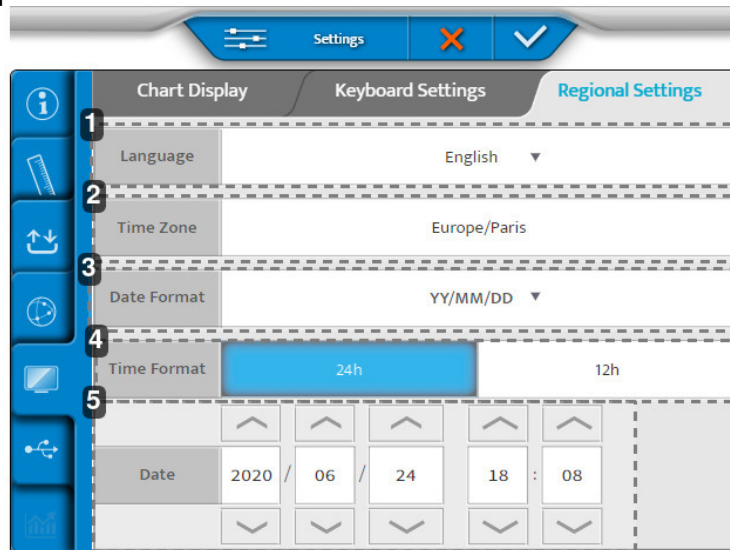 Settings
Chart Display Keyboard Settings Regional Settings
1
Language English
2
Time Zone Europe/Paris
3
Date Format YY/MM/DD
4
Time Format 24h 12h
5
Date 2020 / 06 / 24 18 : 08